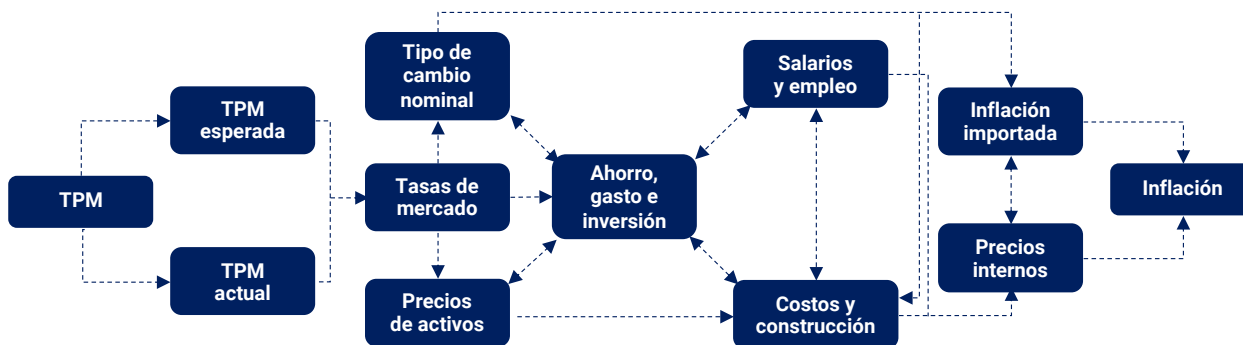 TPM
TPM
esperada
TPM
actual
Tipo de
cambio
nominal
Tasas de
mercado
Precios
de activos
Ahorro,
gasto e
inversión
Salarios
y empleo
Costos y
construcción
Inflación
importada
Precios
internos
Inflación